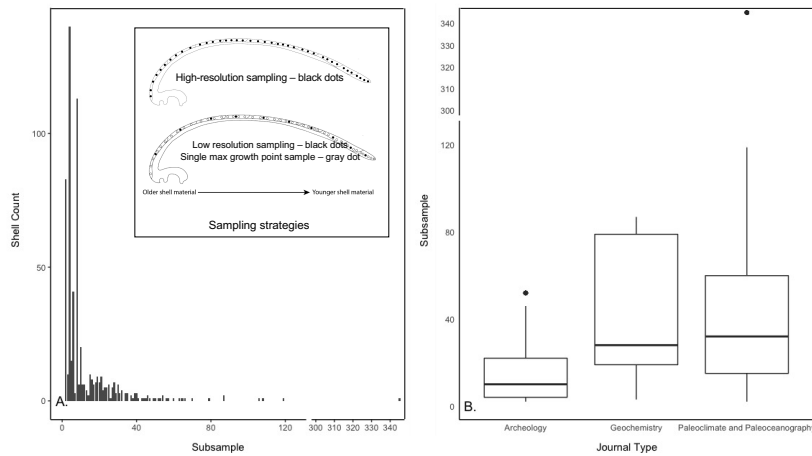 High-resolution sampling – black dots
Low resolution sampling – black dots
Single max growth point sample – gray dot
Older shell material
Younger shell material
Sampling strategies
Shell Count
100
50
0
A.
0
40
80
120
300
310
320
330
340
Subsample
340
330
320
310
300
120
80
40
0
Subsample
B.
Archeology
Geochemistry
Paleoclimate and Paleoceanography
Journal Type